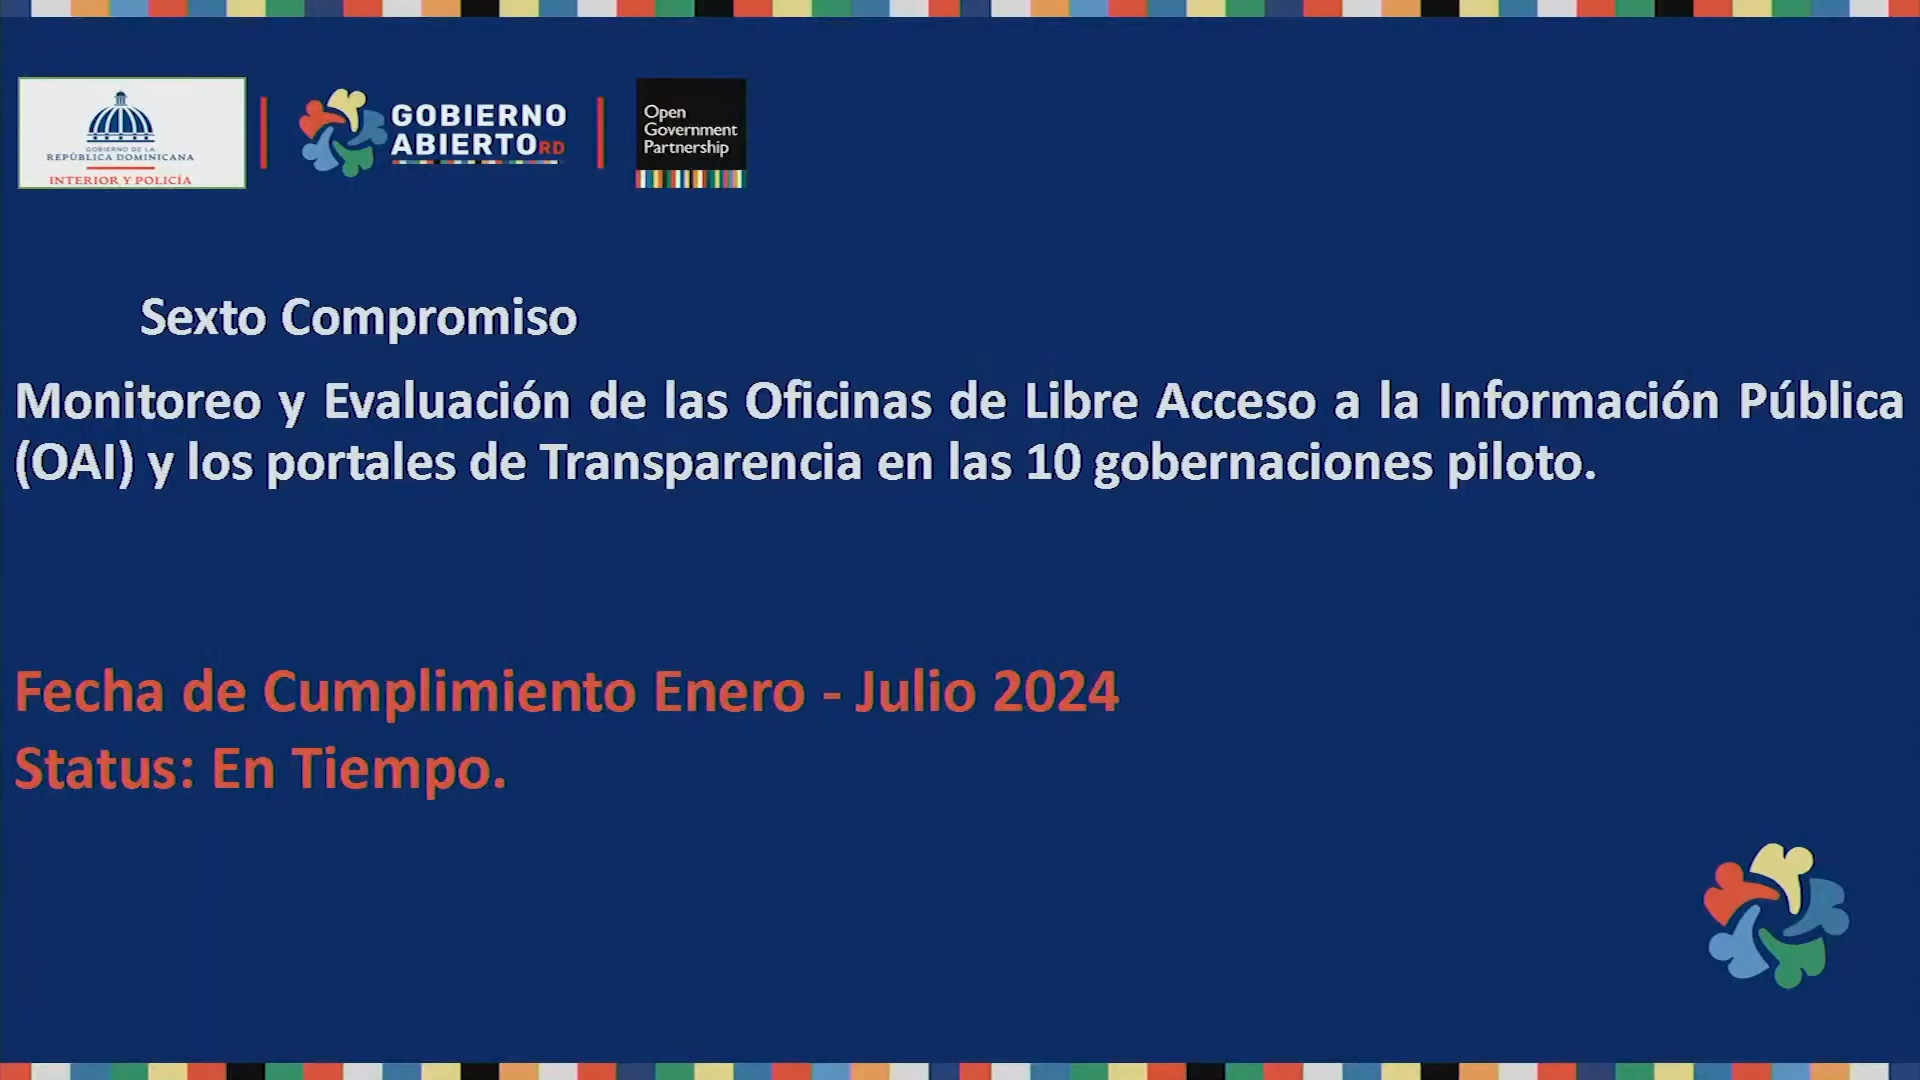 GOBIERNO DE LA
REPÚBLICA DOMINICANA
INTERIOR Y POLICÍA
GOBIERNO
ABIERTORD
Open
Government
Partnership
Sexto Compromiso
Monitoreo y Evaluación de las Oficinas de Libre Acceso a la Información Pública
(OAI) y los portales de Transparencia en las 10 gobernaciones piloto.
Fecha de Cumplimiento Enero - Julio 2024
Status: En Tiempo.